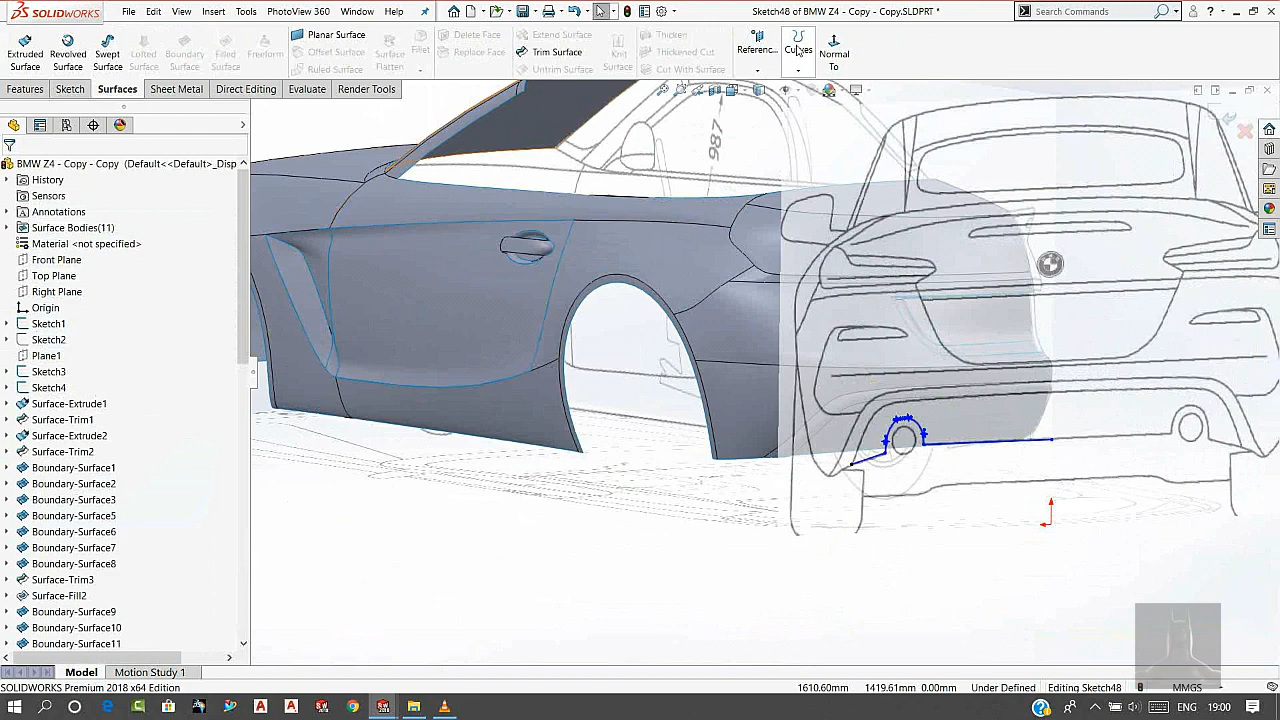 SOLIDWORKS
File Edit View Insert Tools PhotoView 360 Window Help
Sketch48 of BMW Z4 - Copy - Copy.SLDPRT *
Search Commands
Extruded Surface
Revolved Surface
Swept Surface
Lofted Surface
Boundary Surface
Filled Surface
Freeform
Planar Surface
Offset Surface
Ruled Surface
Surface Flatten
Fillet
Delete Face
Replace Face
Extend Surface
Trim Surface
Untrim Surface
Knit Surface
Thicken
Thickened Cut
Cut With Surface
Referenc...
Curves
Normal To
Features Sketch Surfaces Sheet Metal Direct Editing Evaluate Render Tools
BMW Z4 - Copy - Copy (Default<<Default>_Disp
History
Sensors
Annotations
Surface Bodies(11)
Material <not specified>
Front Plane
Top Plane
Right Plane
Origin
Sketch1
Sketch2
Plane1
Sketch3
Sketch4
Surface-Extrude1
Surface-Trim1
Surface-Extrude2
Surface-Trim2
Boundary-Surface1
Boundary-Surface2
Boundary-Surface3
Boundary-Surface5
Boundary-Surface6
Boundary-Surface7
Boundary-Surface8
Surface-Trim3
Surface-Fill2
Boundary-Surface9
Boundary-Surface10
Boundary-Surface11
987
BMW
Model Motion Study 1
SOLIDWORKS Premium 2018 x64 Edition
1610.60mm 1419.61mm 0.00mm Under Defined Editing Sketch48 MMGS
ENG 19:00